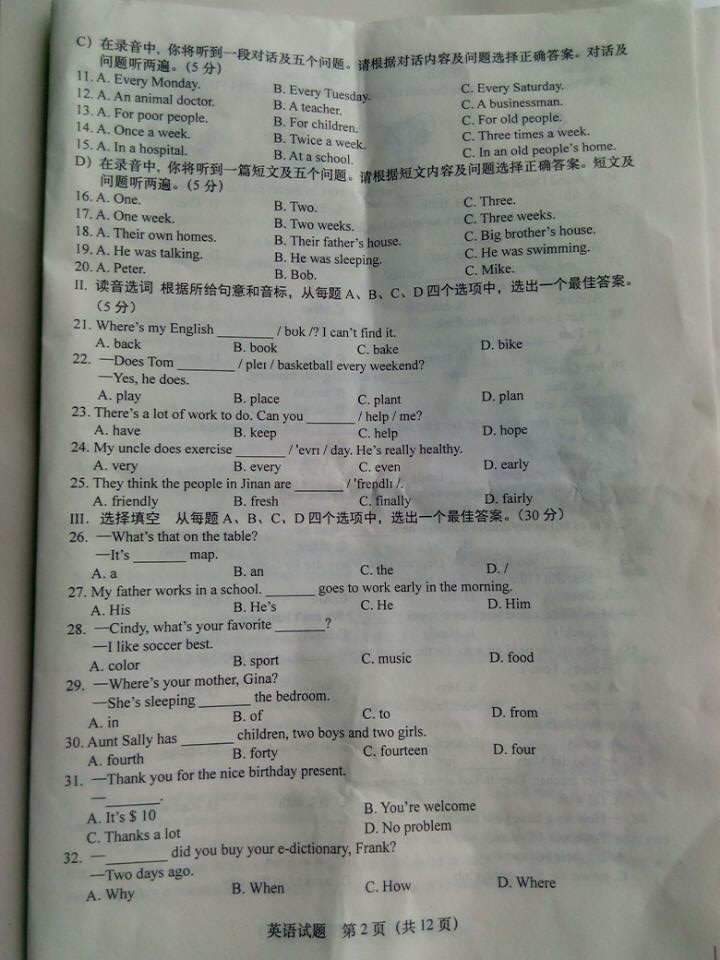 C）在录音中，你将听到一段对话及五个问题。请根据对话内容及问题选择正确答案。对话及
问题听两遍。（5 分）
11. A. Every Monday. B. Every Tuesday. C. Every Saturday.
12. A. An animal doctor. B. A teacher. C. A businessman.
13. A. For poor people. B. For children. C. For old people.
14. A. Once a week. B. Twice a week. C. Three times a week.
15. A. In a hospital. B. At a school. C. In an old people's home.
D）在录音中，你将听到一篇短文及五个问题。请根据短文内容及问题选择正确答案。短文及
问题听两遍。（5 分）
16. A. One. B. Two. C. Three.
17. A. One week. B. Two weeks. C. Three weeks.
18. A. Their own homes. B. Their father's house. C. Big brother's house.
19. A. He was talking. B. He was sleeping. C. He was swimming.
20. A. Peter. B. Bob. C. Mike.
II. 读音选词 根据所给句意和音标，从每题 A、B、C、D 四个选项中，选出一个最佳答案。
（5 分）
21. Where's my English ________ / bok /? I can't find it.
A. back B. book C. bake D. bike
22. —Does Tom ________ / pleɪ / basketball every weekend?
—Yes, he does.
A. play B. place C. plant D. plan
23. There's a lot of work to do. Can you _______ / help / me?
A. have B. keep C. help D. hope
24. My uncle does exercise _______ / 'evrɪ / day. He's really healthy.
A. very B. every C. even D. early
25. They think the people in Jinan are _______ / 'frendlɪ /.
A. friendly B. fresh C. finally D. fairly
III. 选择填空 从每题 A、B、C、D 四个选项中，选出一个最佳答案。（30 分）
26. —What's that on the table?
—It's ________ map.
A. a B. an C. the D. /
27. My father works in a school. _______ goes to work early in the morning.
A. His B. He's C. He D. Him
28. —Cindy, what's your favorite _______?
—I like soccer best.
A. color B. sport C. music D. food
29. —Where's your mother, Gina?
—She's sleeping ________ the bedroom.
A. in B. of C. to D. from
30. Aunt Sally has ________ children, two boys and two girls.
A. fourth B. forty C. fourteen D. four
31. —Thank you for the nice birthday present.
—________.
A. It's $ 10 B. You're welcome
C. Thanks a lot D. No problem
32. —_________ did you buy your e-dictionary, Frank?
—Two days ago.
A. Why B. When C. How D. Where
英语试题 第 2 页（共 12 页）